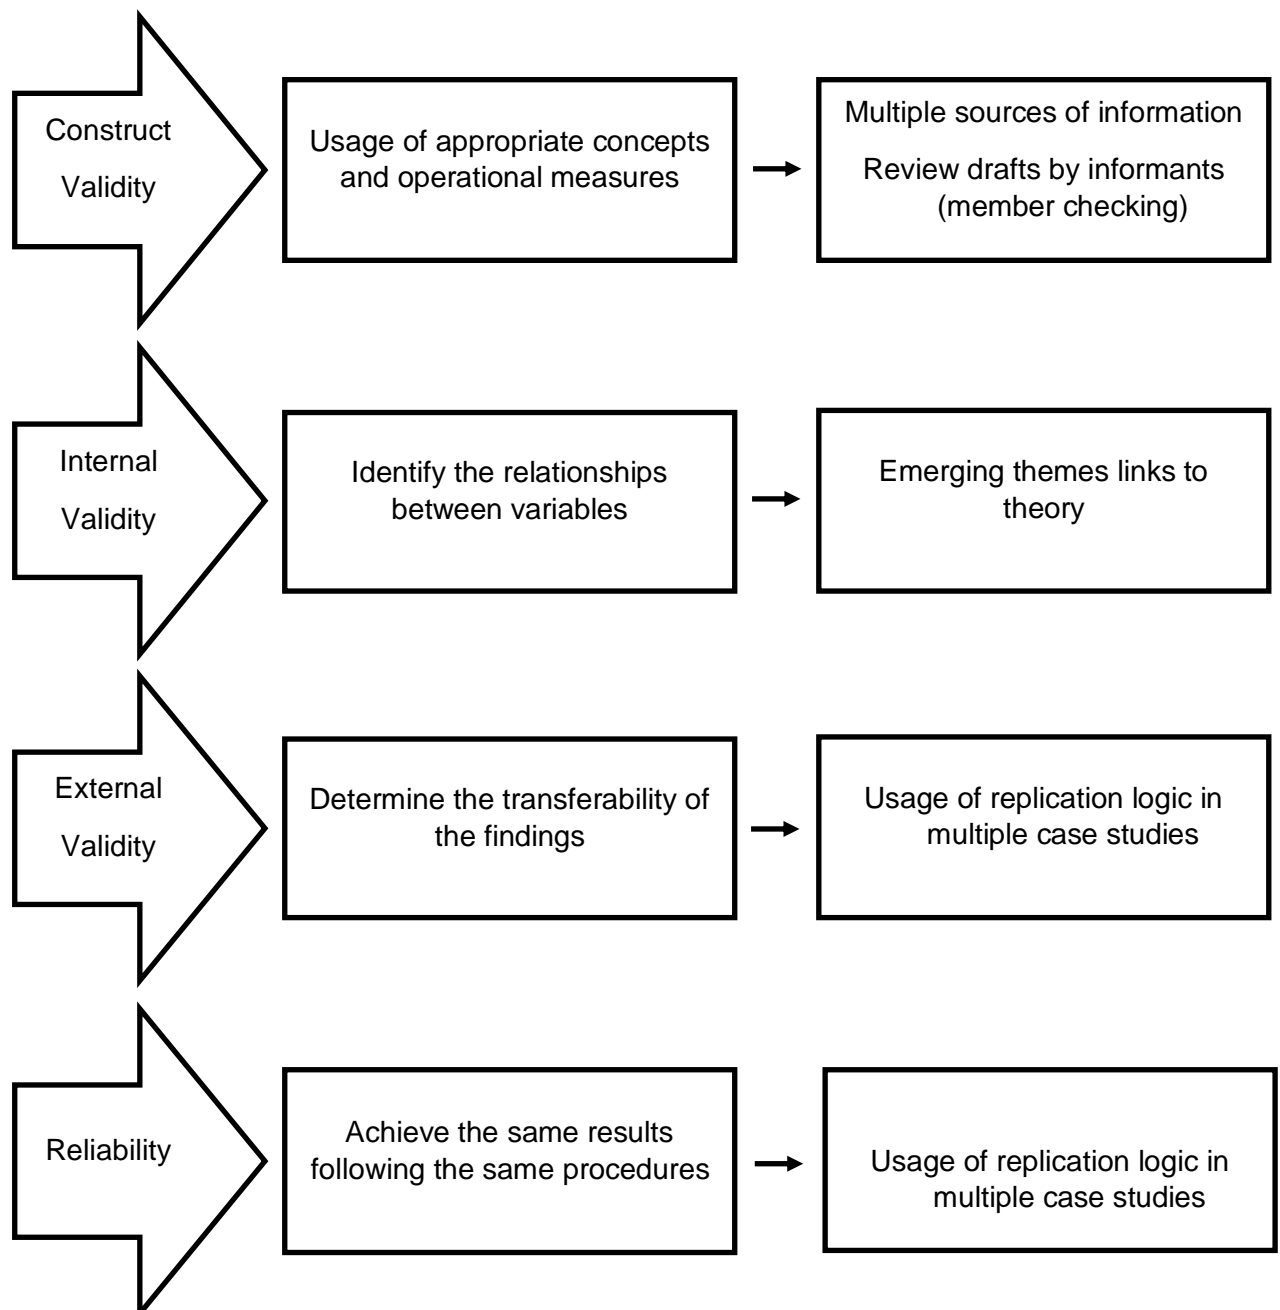 Construct
Validity
Usage of appropriate concepts
and operational measures
Multiple sources of information
Review drafts by informants
(member checking)
Internal
Validity
Identify the relationships
between variables
Emerging themes links to
theory
External
Validity
Determine the transferability of
the findings
Usage of replication logic in
multiple case studies
Reliability
Achieve the same results
following the same procedures
Usage of replication logic in
multiple case studies